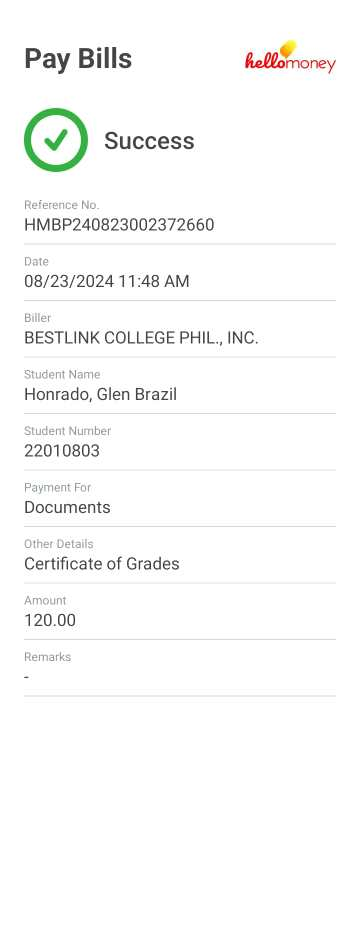 Pay Bills
hellomoney
Success
Reference No.
HMBP240823002372660
Date
08/23/2024 11:48 AM
Biller
BESTLINK COLLEGE PHIL., INC.
Student Name
Honrado, Glen Brazil
Student Number
22010803
Payment For
Documents
Other Details
Certificate of Grades
Amount
120.00
Remarks
-